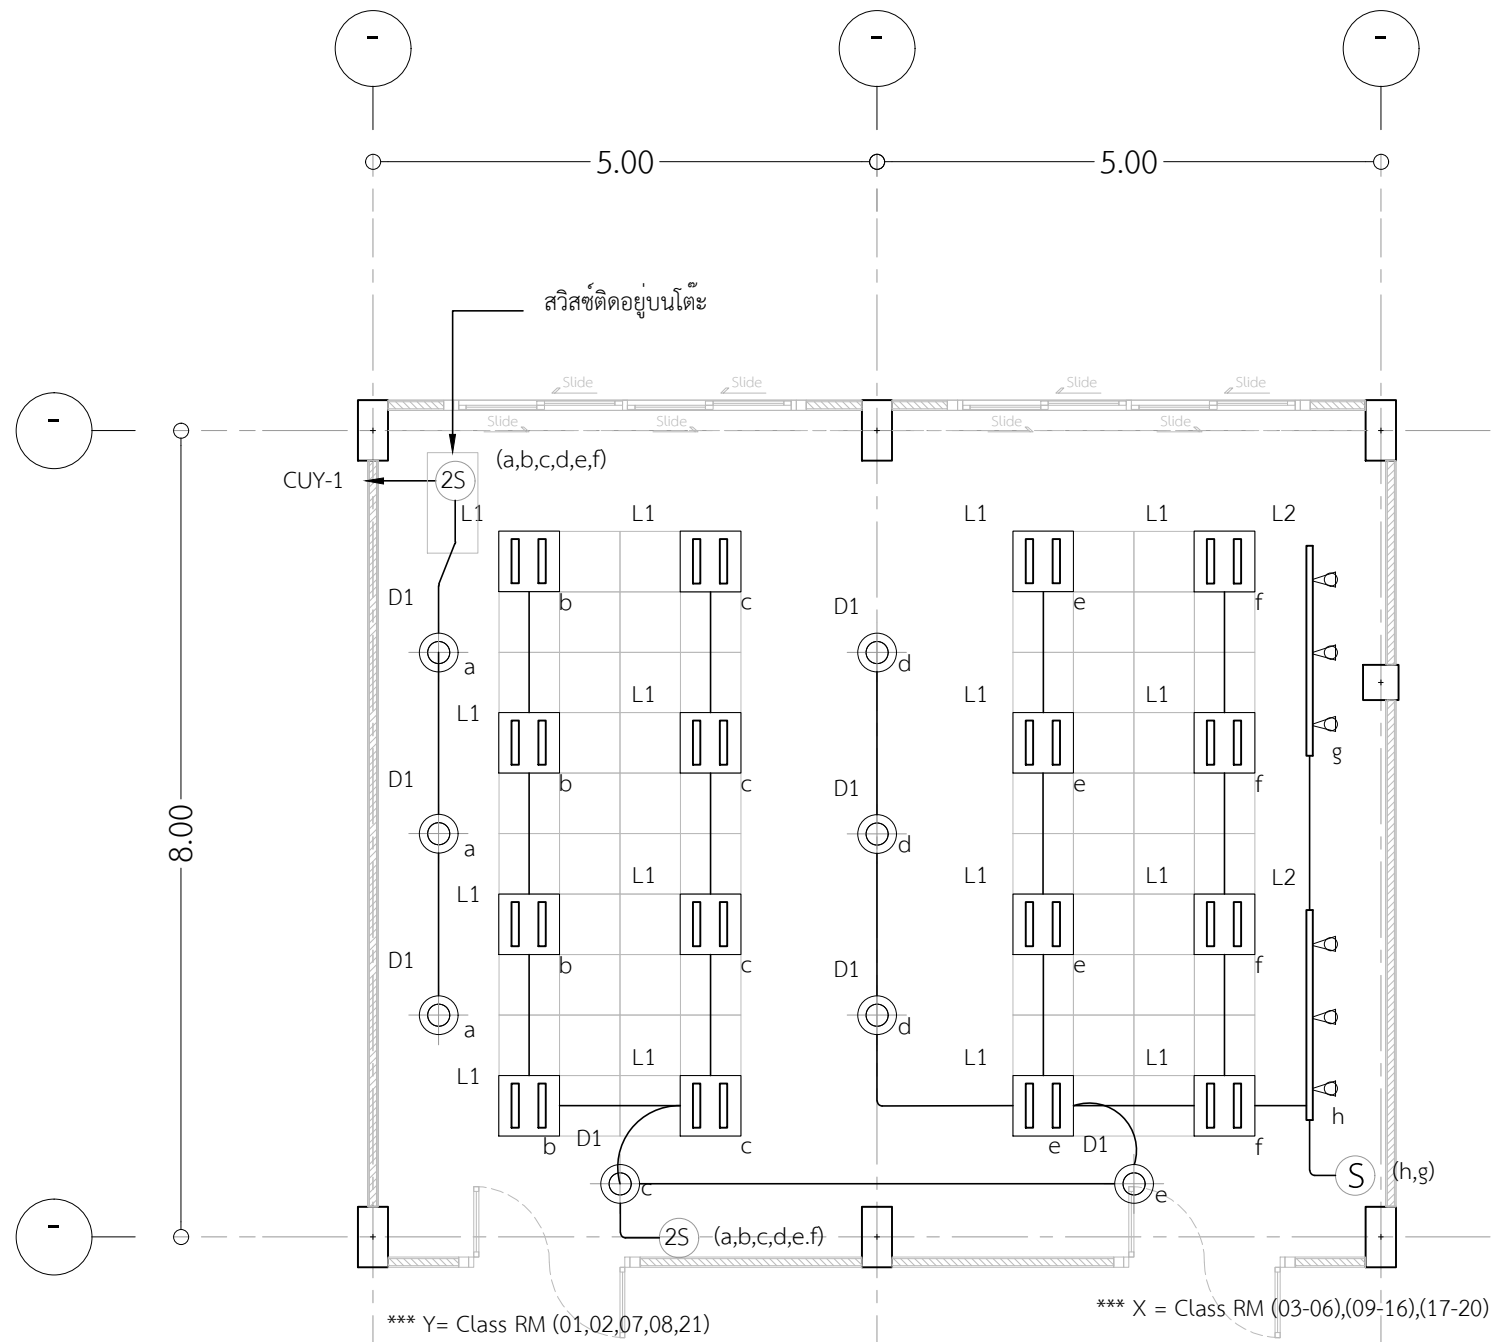 - - -
5.00 5.00
สวิสซ์ติดอยู่บนโต๊ะ
Slide Slide Slide Slide
- Slide Slide Slide Slide
(a,b,c,d,e,f)
CUY-1 2S
L1 L1 L1 L1 L2
D1 b c D1 e f
a d
L1 L1 L1 L1
g
D1 b c D1 e f
8.00
a d
L1 L1 L1 L1 L2
D1 b c D1 e f
a d
L1 L1 L1 L1
h
b D1 c e D1 f
S (h,g)
c e
- 2S (a,b,c,d,e.f)
*** X = Class RM (03-06),(09-16),(17-20)
*** Y= Class RM (01,02,07,08,21)